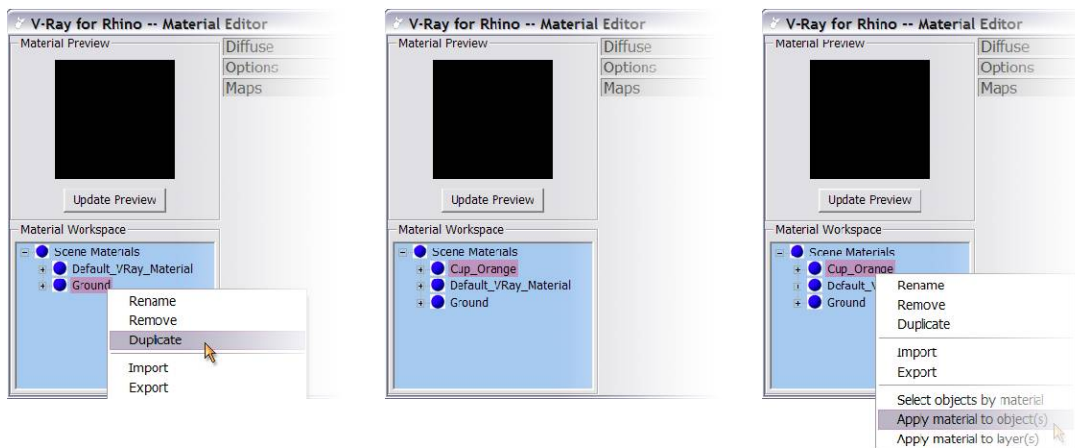 V-Ray for Rhino -- Material Editor
Material Preview
Diffuse
Options
Maps
Update Preview
Material Workspace
Scene Materials
Default_VRay_Material
Ground
Rename
Remove
Duplicate
Import
Export
V-Ray for Rhino -- Material Editor
Material Preview
Diffuse
Options
Maps
Update Preview
Material Workspace
Scene Materials
Cup_Orange
Default_VRay_Material
Ground
V-Ray for Rhino -- Material Editor
Material Preview
Diffuse
Options
Maps
Update Preview
Material Workspace
Scene Materials
Cup_Orange
Default_V
Ground
Rename
Remove
Duplicate
Import
Export
Select objects by material
Apply material to object(s)
Apply material to layer(s)